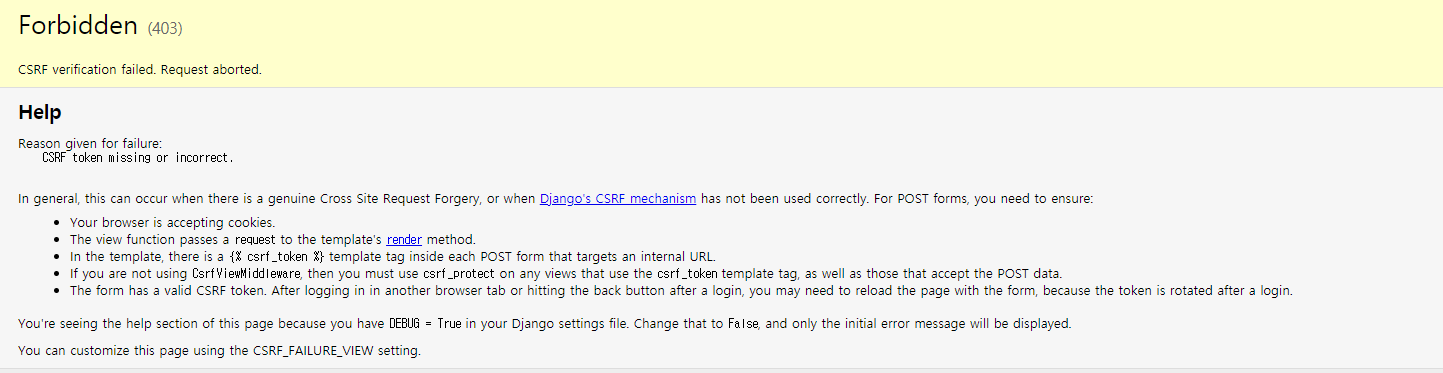 Forbidden (403)
CSRF verification failed. Request aborted.
Help
Reason given for failure:
CSRF token missing or incorrect.
In general, this can occur when there is a genuine Cross Site Request Forgery, or when Django's CSRF mechanism has not been used correctly. For POST forms, you need to ensure:
• Your browser is accepting cookies.
• The view function passes a request to the template's render method.
• In the template, there is a {% csrf_token %} template tag inside each POST form that targets an internal URL.
• If you are not using CsrfViewMiddleware, then you must use csrf_protect on any views that use the csrf_token template tag, as well as those that accept the POST data.
• The form has a valid CSRF token. After logging in in another browser tab or hitting the back button after a login, you may need to reload the page with the form, because the token is rotated after a login.
You're seeing the help section of this page because you have DEBUG = True in your Django settings file. Change that to False, and only the initial error message will be displayed.
You can customize this page using the CSRF_FAILURE_VIEW setting.